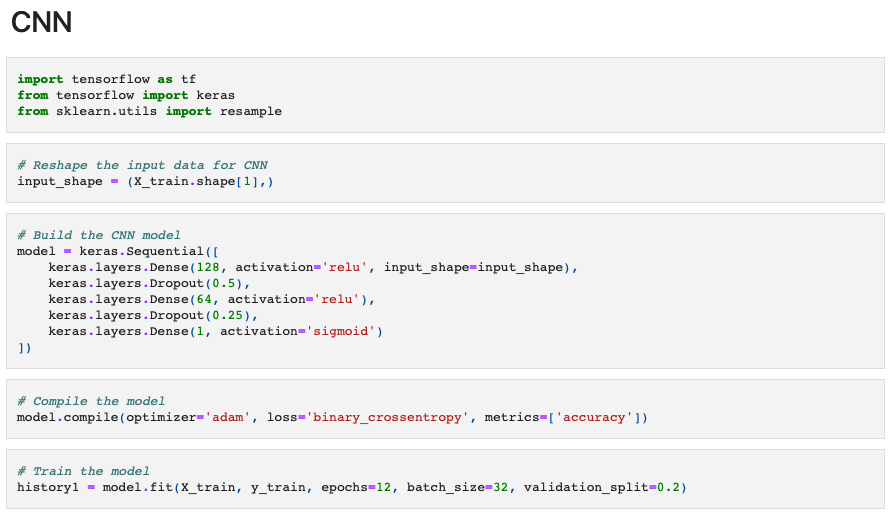 CNN
import tensorflow as tf
from tensorflow import keras
from sklearn.utils import resample
# Reshape the input data for CNN
input_shape = (X_train.shape[1],)
# Build the CNN model
model = keras.Sequential([
    keras.layers.Dense(128, activation='relu', input_shape=input_shape),
    keras.layers.Dropout(0.5),
    keras.layers.Dense(64, activation='relu'),
    keras.layers.Dropout(0.25),
    keras.layers.Dense(1, activation='sigmoid')
])
# Compile the model
model.compile(optimizer='adam', loss='binary_crossentropy', metrics=['accuracy'])
# Train the model
history1 = model.fit(X_train, y_train, epochs=12, batch_size=32, validation_split=0.2)